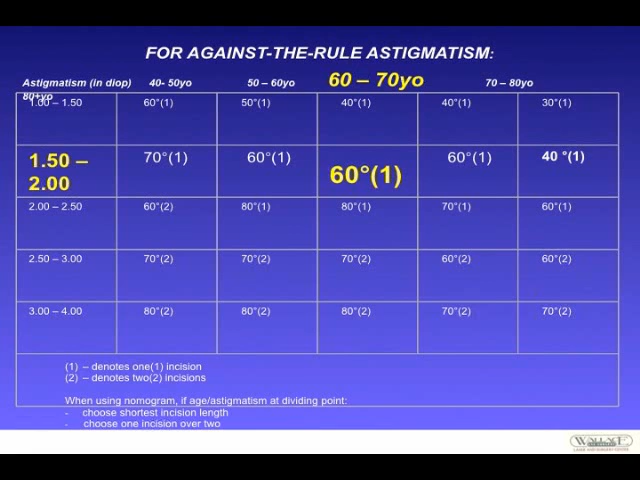 FOR AGAINST-THE-RULE ASTIGMATISM:
Astigmatism (in diop) 40- 50yo 50 – 60yo 60 – 70yo 70 – 80yo
80+yo
1.00 – 1.50 60°(1) 50°(1) 40°(1) 40°(1) 30°(1)
1.50 – 70°(1) 60°(1) 60°(1) 60°(1) 40 °(1)
2.00
2.00 – 2.50 60°(2) 80°(1) 80°(1) 70°(1) 60°(1)
2.50 – 3.00 70°(2) 70°(2) 70°(2) 60°(2) 60°(2)
3.00 – 4.00 80°(2) 80°(2) 80°(2) 70°(2) 70°(2)
(1) – denotes one(1) incision
(2) – denotes two(2) incisions
When using nomogram, if age/astigmatism at dividing point:
- choose shortest incision length
- choose one incision over two
WALLACE